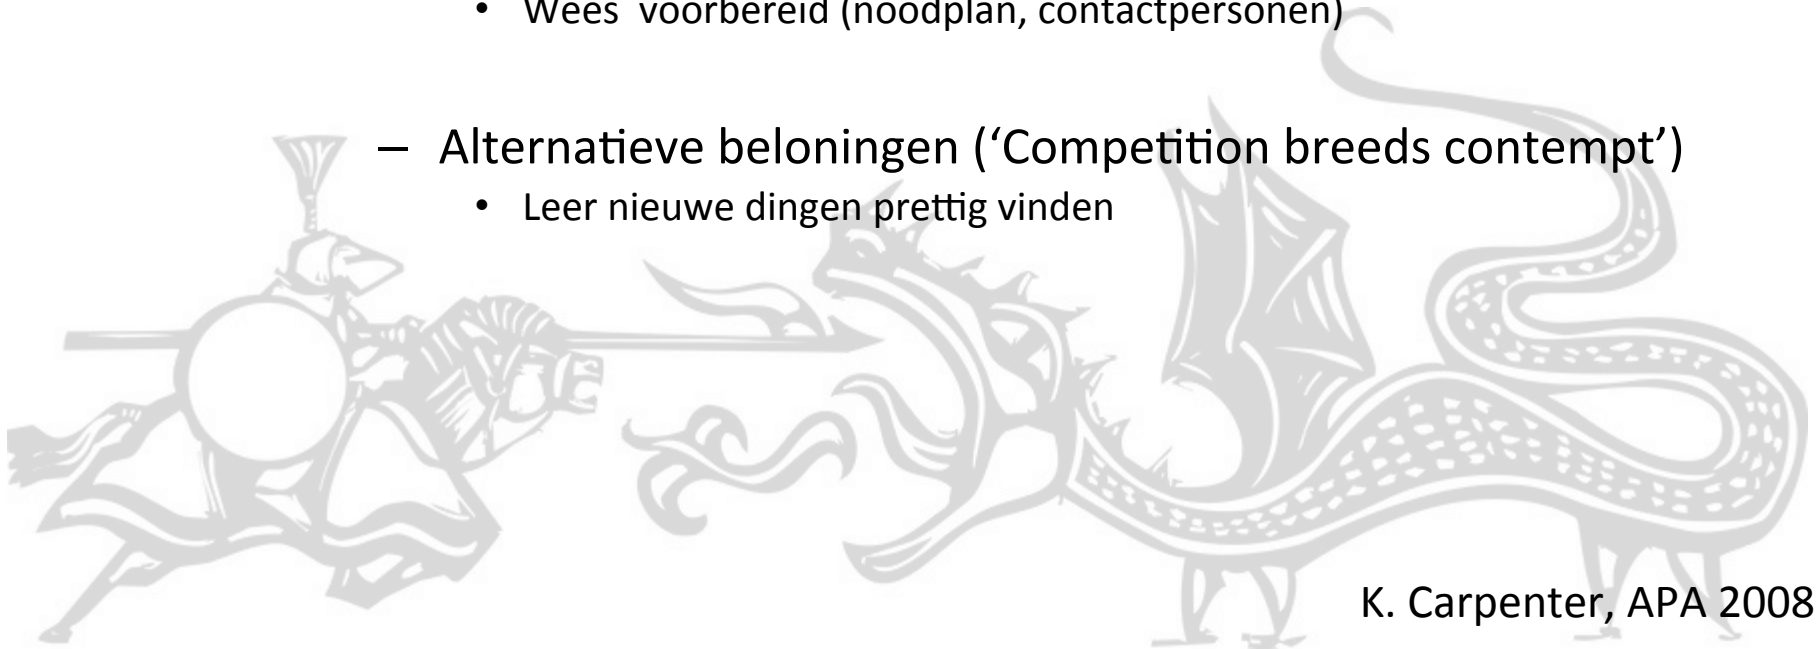 • Wees voorbereid (noodplan, contactpersonen)
– Alternatieve beloningen (‘Competition breeds contempt’)
• Leer nieuwe dingen prettig vinden
K. Carpenter, APA 2008